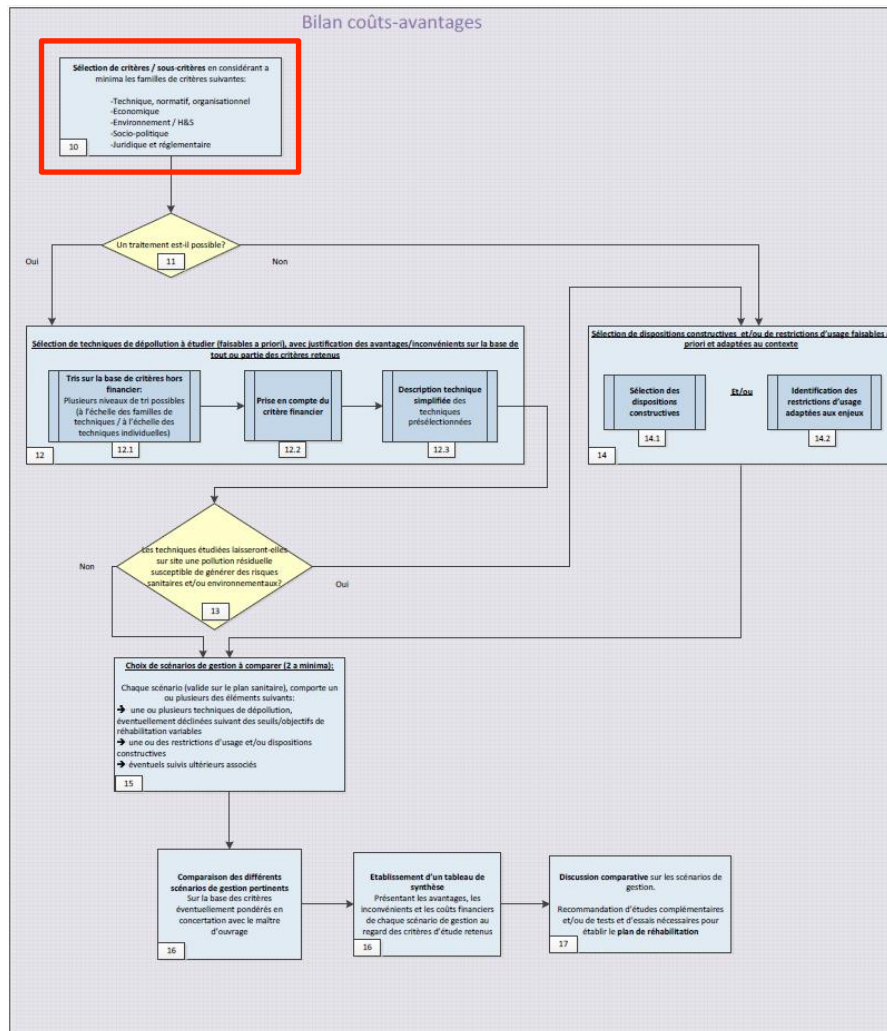 Bilan coûts-avantages
Sélection de critères / sous-critères en considérant a
minima les familles de critères suivantes:
-Technique, normatif, organisationnel
-Economique
-Environnement / H&S
-Socio-politique
-Juridique et réglementaire
10
Un traitement est-il possible?
11
Oui
Non
Sélection de techniques de dépollution à étudier (faisables a priori), avec justification des avantages/inconvénients sur la base de
tout ou partie des critères retenus
Tris sur la base de critères hors
financier:
Plusieurs niveaux de tri possibles
(à l'échelle des familles de
techniques / à l'échelle des
techniques individuelles)
12.1
Prise en compte du
critère financier
12.2
Description technique
simplifiée des
techniques
présélectionnées
12.3
12
Sélection de dispositions constructives et/ou de restrictions d'usage faisables a
priori et adaptées au contexte
Sélection des
dispositions
constructives
14.1
Et/ou
Identification des
restrictions d'usage
adaptées aux enjeux
14.2
14
Les techniques étudiées laisseront-elles
sur site une pollution résiduelle
susceptible de générer des risques
sanitaires et/ou environnementaux?
13
Non
Oui
Choix de scénarios de gestion à comparer (2 a minima):
Chaque scénario (valide sur le plan sanitaire), comporte un
ou plusieurs des éléments suivants:
➔ une ou plusieurs techniques de dépollution,
éventuellement déclinées suivant des seuils/objectifs de
réhabilitation variables
➔ une ou des restrictions d'usage et/ou dispositions
constructives
➔ éventuels suivis ultérieurs associés
15
Comparaison des différents
scénarios de gestion pertinents
Sur la base des critères
éventuellement pondérés en
concertation avec le maître
d'ouvrage
16
Etablissement d'un tableau de
synthèse
Présentant les avantages, les
inconvénients et les coûts financiers
de chaque scénario de gestion au
regard des critères d'étude retenus
16
Discussion comparative sur les scénarios de
gestion.
Recommandation d'études complémentaires
et/ou de tests et d'essais nécessaires pour
établir le plan de réhabilitation
17